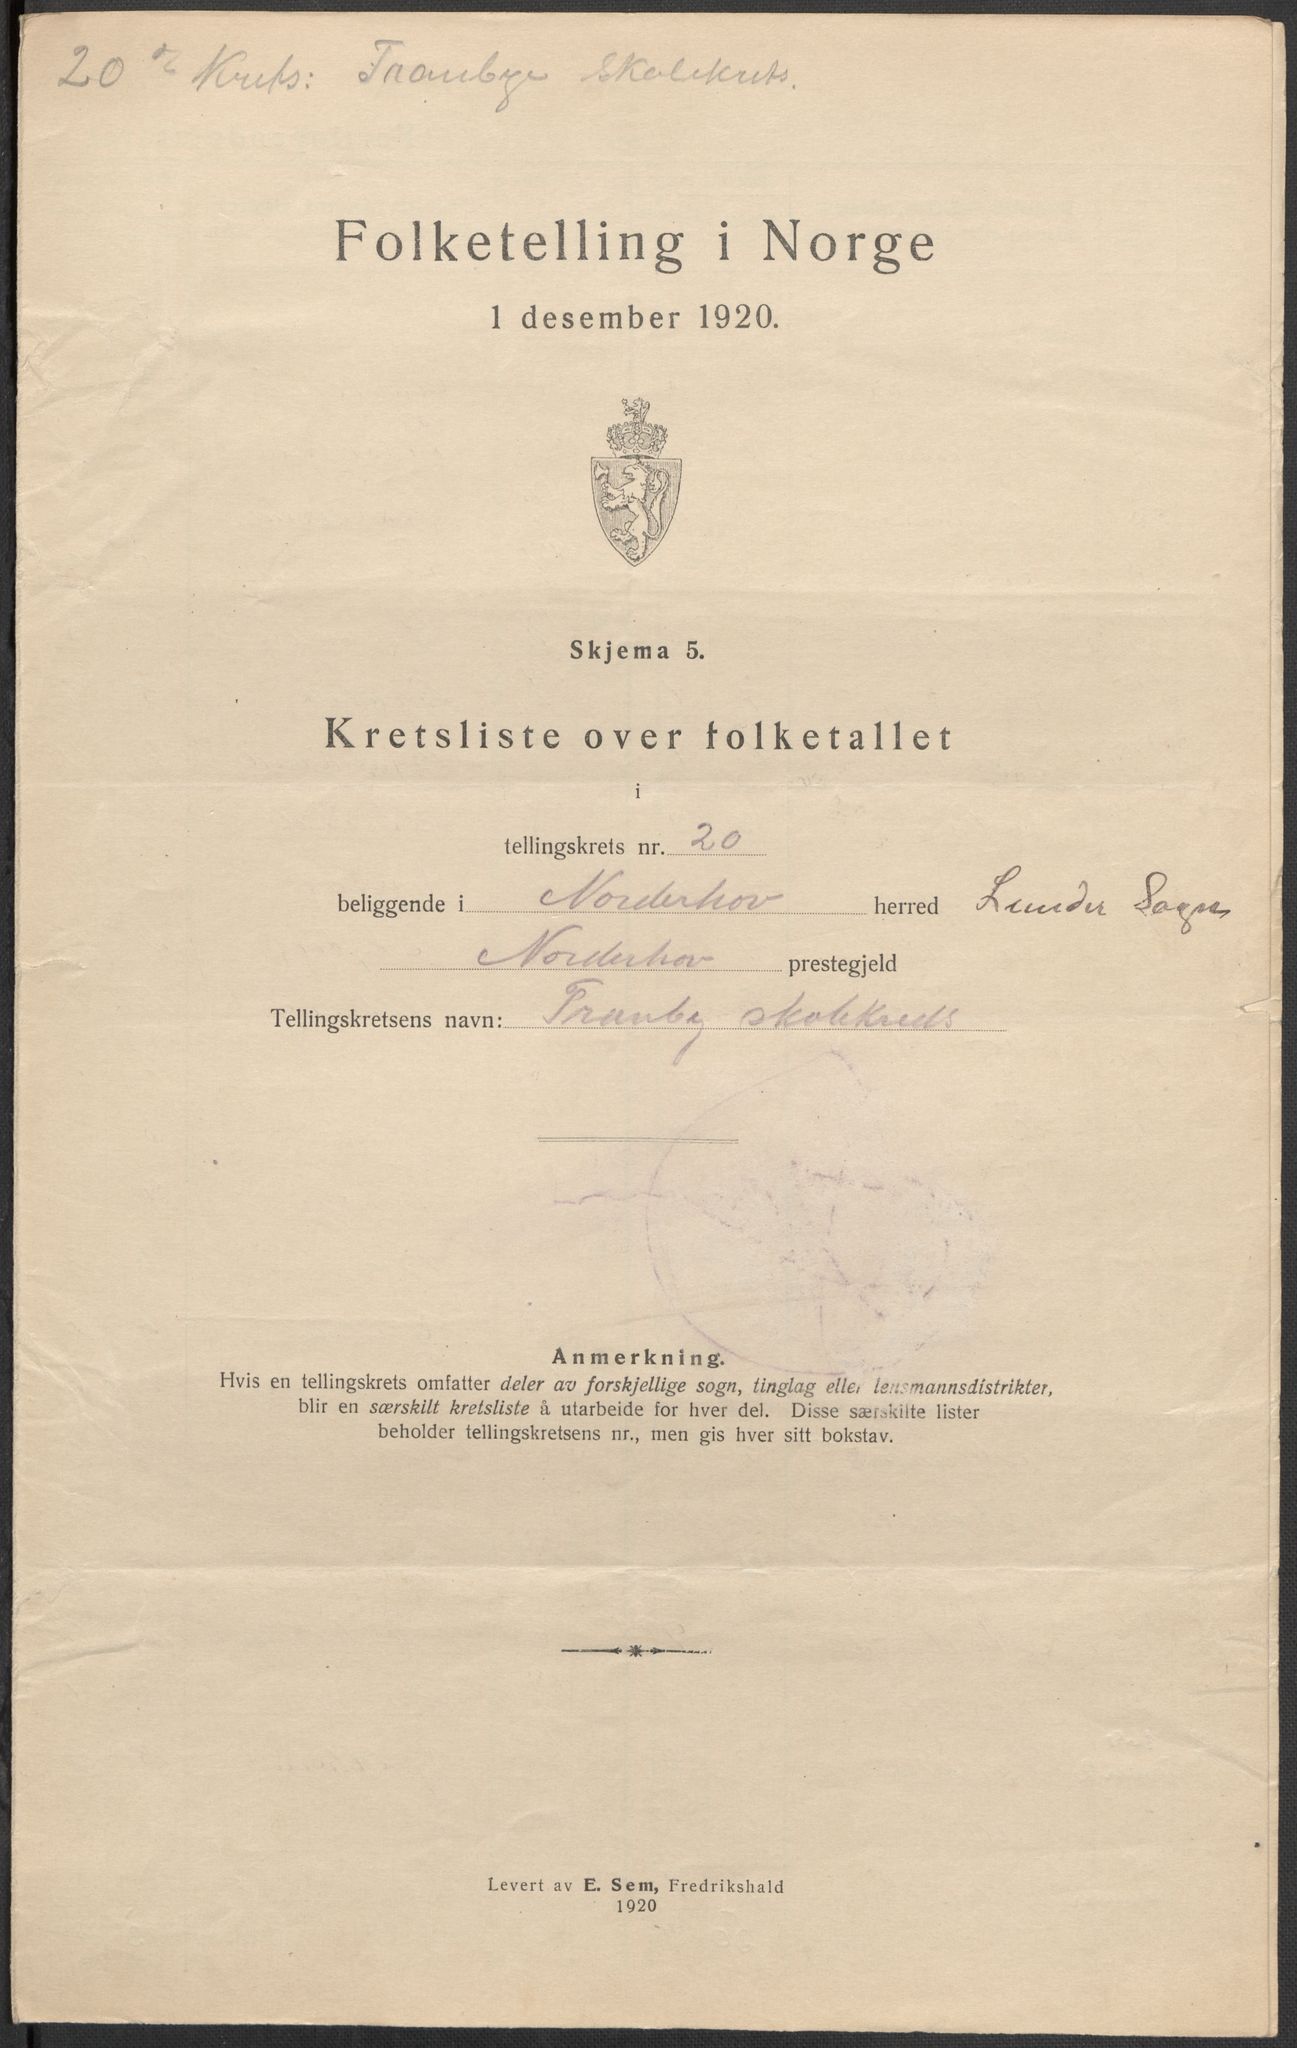 20de Krets: Tranbye Skolekrets.
Folketelling i Norge
1 desember 1920.
Skjema 5.
Kretsliste over folketallet
i
tellingskrets nr. 20
beliggende i Norderhov herred Lunder Sogn
Norderhov prestegjeld
Tellingskretsens navn: Tranby skolekreds
Anmerkning.
Hvis en tellingskrets omfatter deler av forskjellige sogn, tinglag eller lensmannsdistrikter,
blir en særskilt kretsliste å utarbeide for hver del. Disse særskilte lister
beholder tellingskretsens nr., men gis hver sitt bokstav.
Levert av E. Sem, Fredrikshald
1920